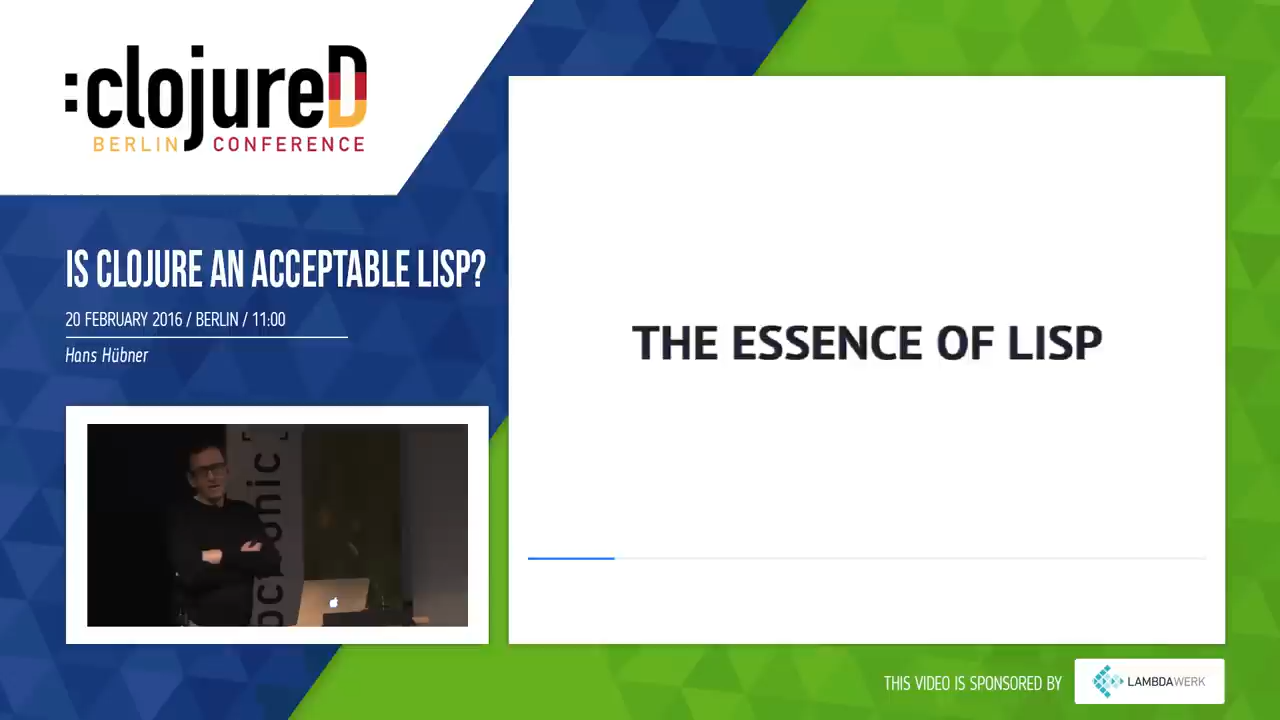 :clojureD
BERLIN CONFERENCE
IS CLOJURE AN ACCEPTABLE LISP?
20 FEBRUARY 2016 / BERLIN / 11:00
Hans Hübner
THE ESSENCE OF LISP
THIS VIDEO IS SPONSORED BY
LAMBDAWERK